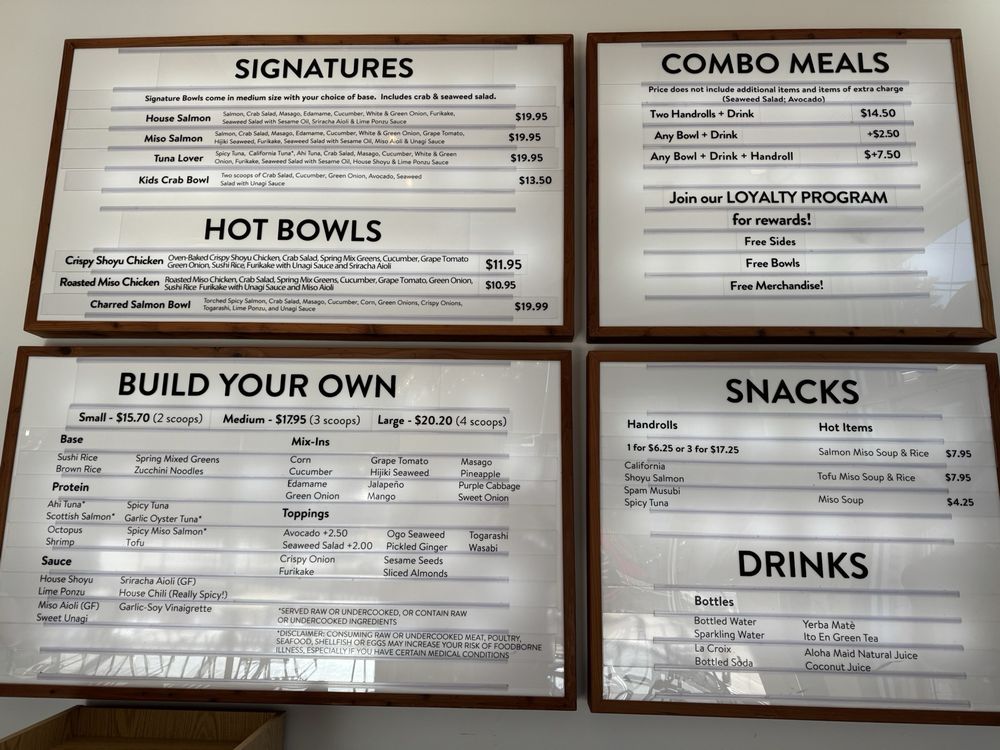 SIGNATURES
Signature Bowls come in medium size with your choice of base. Includes crab & seaweed salad.
House Salmon Salmon, Crab Salad, Masago, Edamame, Cucumber, White & Green Onion, Furikake, $19.95
Seaweed Salad with Sesame Oil, Sriracha Aioli & Lime Ponzu Sauce
Miso Salmon Salmon, Crab Salad, Masago, Edamame, Cucumber, White & Green Onion, Grape Tomato, $19.95
Hijiki Seaweed, Furikake, Seaweed Salad with Sesame Oil, Miso Aioli & Unagi Sauce
Tuna Lover Spicy Tuna, California Tuna*, Ahi Tuna, Crab Salad, Masago, Cucumber, White & Green $19.95
Onion, Furikake, Seaweed Salad with Sesame Oil, House Shoyu & Lime Ponzu Sauce
Kids Crab Bowl Two scoops of Crab Salad, Cucumber, Green Onion, Avocado, Seaweed $13.50
Salad with Unagi Sauce
HOT BOWLS
Crispy Shoyu Chicken Oven-Baked Crispy Shoyu Chicken, Crab Salad, Spring Mix Greens, Cucumber, Grape Tomato $11.95
Green Onion, Sushi Rice, Furikake with Unagi Sauce and Sriracha Aioli
Roasted Miso Chicken Roasted Miso Chicken, Crab Salad, Spring Mix Greens, Cucumber, Grape Tomato, Green Onion, $10.95
Sushi Rice Furikake with Unagi Sauce and Miso Aioli
Charred Salmon Bowl Torched Spicy Salmon, Crab Salad, Masago, Cucumber, Corn, Green Onions, Crispy Onions, $19.99
Togarashi, Lime Ponzu, and Unagi Sauce
COMBO MEALS
Price does not include additional items and items of extra charge
(Seaweed Salad; Avocado)
Two Handrolls + Drink $14.50
Any Bowl + Drink +$2.50
Any Bowl + Drink + Handroll $+7.50
Join our LOYALTY PROGRAM
for rewards!
Free Sides
Free Bowls
Free Merchandise!
BUILD YOUR OWN
Small - $15.70 (2 scoops) Medium - $17.95 (3 scoops) Large - $20.20 (4 scoops)
Base
Sushi Rice Spring Mixed Greens
Brown Rice Zucchini Noodles
Protein
Ahi Tuna* Spicy Tuna
Scottish Salmon* Garlic Oyster Tuna*
Octopus Spicy Miso Salmon*
Shrimp Tofu
Sauce
House Shoyu Sriracha Aioli (GF)
Lime Ponzu House Chili (Really Spicy!)
Miso Aioli (GF) Garlic-Soy Vinaigrette
Sweet Unagi
Mix-Ins
Corn Grape Tomato Masago
Cucumber Hijiki Seaweed Pineapple
Edamame Jalapeño Purple Cabbage
Green Onion Mango Sweet Onion
Toppings
Avocado +2.50 Ogo Seaweed Togarashi
Seaweed Salad +2.00 Pickled Ginger Wasabi
Crispy Onion Sesame Seeds
Furikake Sliced Almonds
*SERVED RAW OR UNDERCOOKED, OR CONTAIN RAW
OR UNDERCOOKED INGREDIENTS
*DISCLAIMER: CONSUMING RAW OR UNDERCOOKED MEAT, POULTRY,
SEAFOOD, SHELLFISH OR EGGS MAY INCREASE YOUR RISK OF FOODBORNE
ILLNESS, ESPECIALLY IF YOU HAVE CERTAIN MEDICAL CONDITIONS
SNACKS
Handrolls
1 for $6.25 or 3 for $17.25
California
Shoyu Salmon
Spam Musubi
Spicy Tuna
Hot Items
Salmon Miso Soup & Rice $7.95
Tofu Miso Soup & Rice $7.95
Miso Soup $4.25
DRINKS
Bottles
Bottled Water Yerba Matè
Sparkling Water Ito En Green Tea
La Croix Aloha Maid Natural Juice
Bottled Soda Coconut Juice